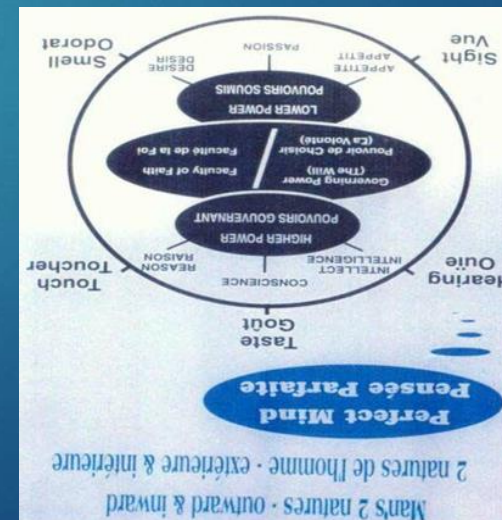 Man's 2 natures - outward & inward
2 natures de l'homme - extérieure & intérieure
Perfect Mind
Pensée Parfaite
Taste
Goût
Hearing
Ouïe
Touch
Toucher
CONSCIENCE
INTELLECT
INTELLIGENCE
REASON
RAISON
HIGHER POWER
POUVOIRS GOUVERNANT
Governing Power
(The Will)
Pouvoir de Choisir
(La Volonté)
Faculty of Faith
Faculté de la Foi
LOWER POWER
POUVOIRS SOUMIS
APPETITE
APPÉTIT
PASSION
DESIRE
DÉSIR
Sight
Vue
Smell
Odorat